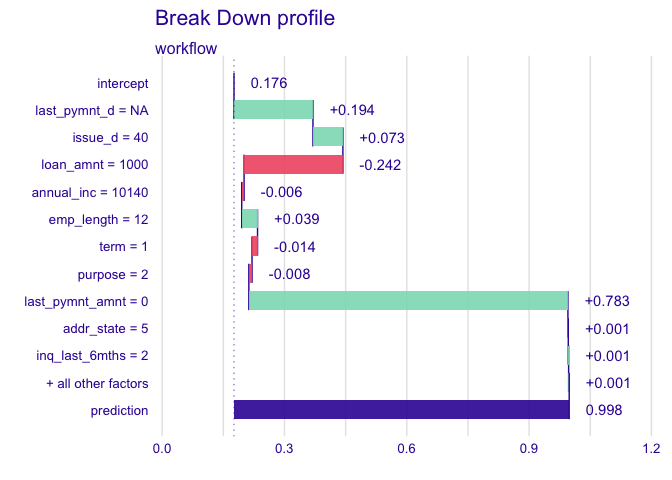 Break Down profile
workflow
intercept 0.176
last_pymnt_d = NA +0.194
issue_d = 40 +0.073
loan_amnt = 1000 -0.242
annual_inc = 10140 -0.006
emp_length = 12 +0.039
term = 1 -0.014
purpose = 2 -0.008
last_pymnt_amnt = 0 +0.783
addr_state = 5 +0.001
inq_last_6mths = 2 +0.001
+ all other factors +0.001
prediction 0.998
0.0 0.3 0.6 0.9 1.2